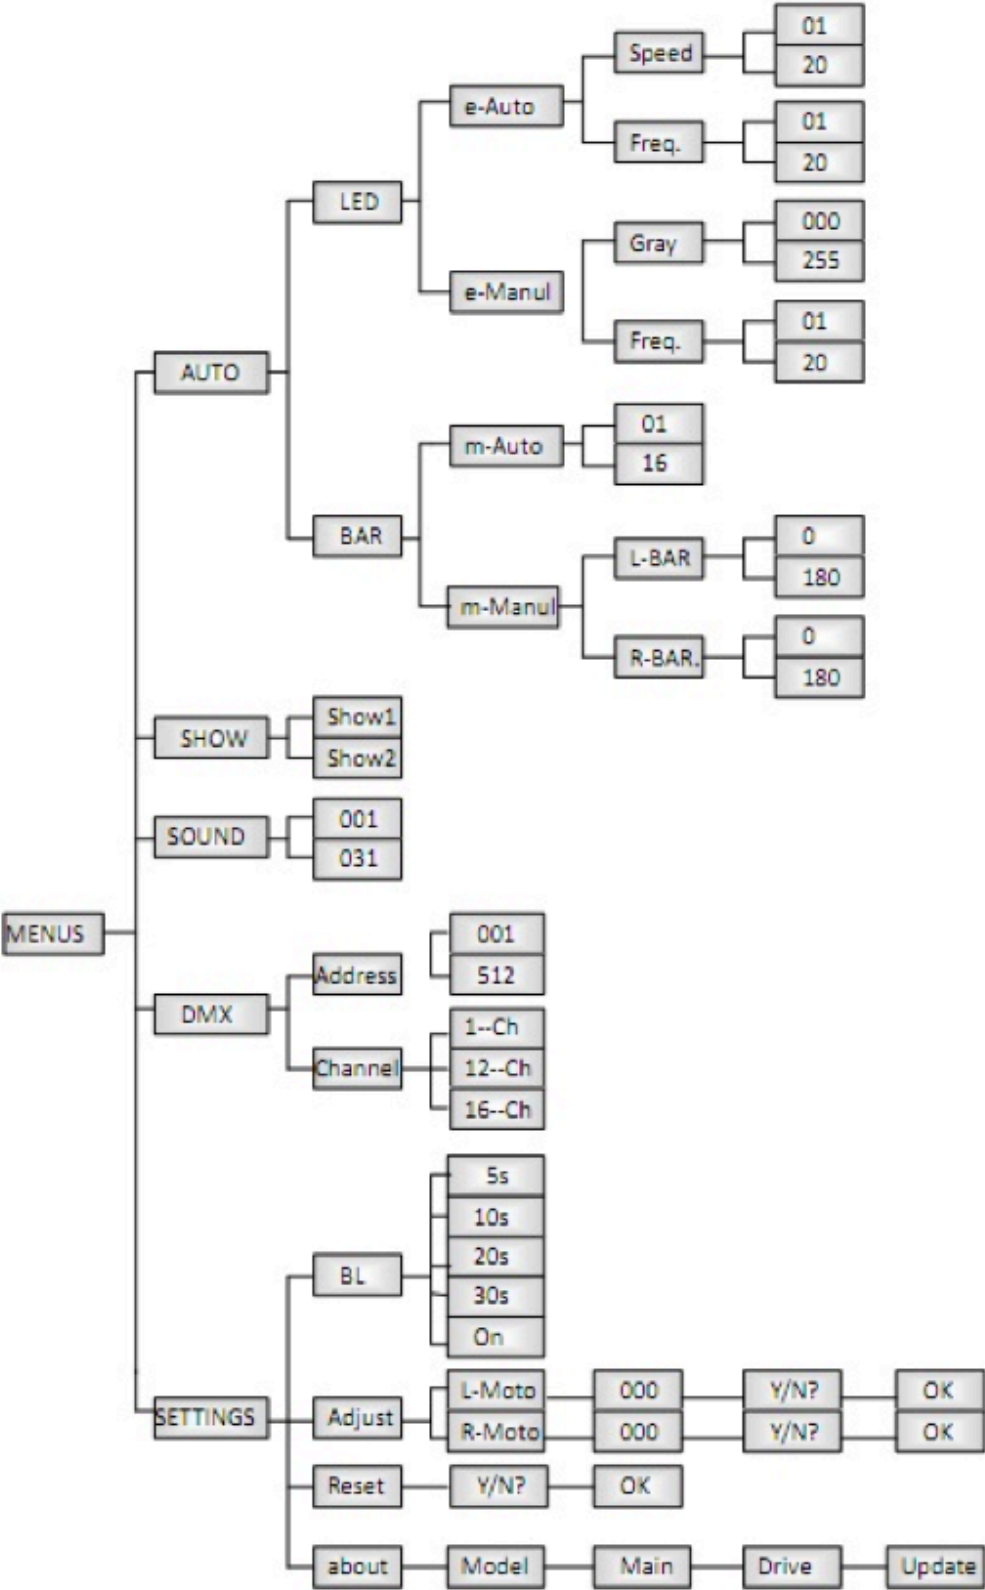 01
Speed
20
e-Auto
01
Freq.
20
LED
000
Gray
255
e-Manul
01
Freq.
20
AUTO
01
m-Auto
16
BAR
0
L-BAR
180
m-Manul
0
R-BAR.
180
Show1
SHOW
Show2
001
SOUND
031
MENUS
001
Address
512
DMX
1--Ch
Channel
12--Ch
16--Ch
5s
10s
20s
BL
30s
On
L-Moto 000 Y/N? OK
SETTINGS
Adjust
R-Moto 000 Y/N? OK
Reset Y/N? OK
about Model Main Drive Update